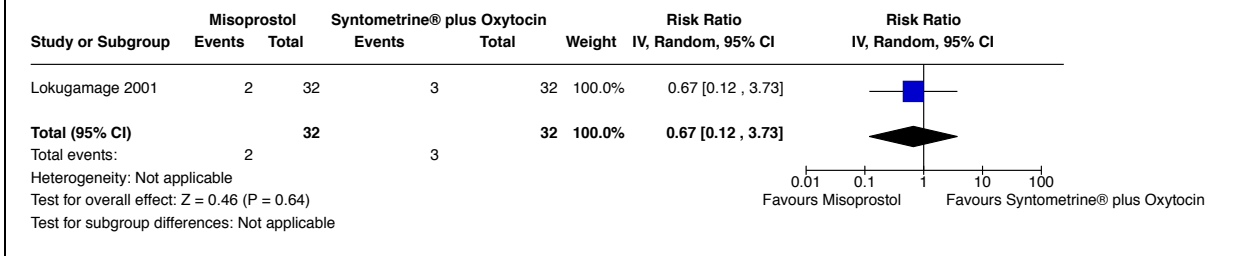 Misoprostol Syntometrine® plus Oxytocin Risk Ratio Risk Ratio
Study or Subgroup Events Total Events Total Weight IV, Random, 95% CI IV, Random, 95% CI
Lokugamage 2001 2 32 3 32 100.0% 0.67 [0.12 , 3.73]
Total (95% CI) 32 32 100.0% 0.67 [0.12 , 3.73]
Total events: 2 3
Heterogeneity: Not applicable
0.01 0.1 1 10 100
Test for overall effect: Z = 0.46 (P = 0.64) Favours Misoprostol Favours Syntometrine® plus Oxytocin
Test for subgroup differences: Not applicable